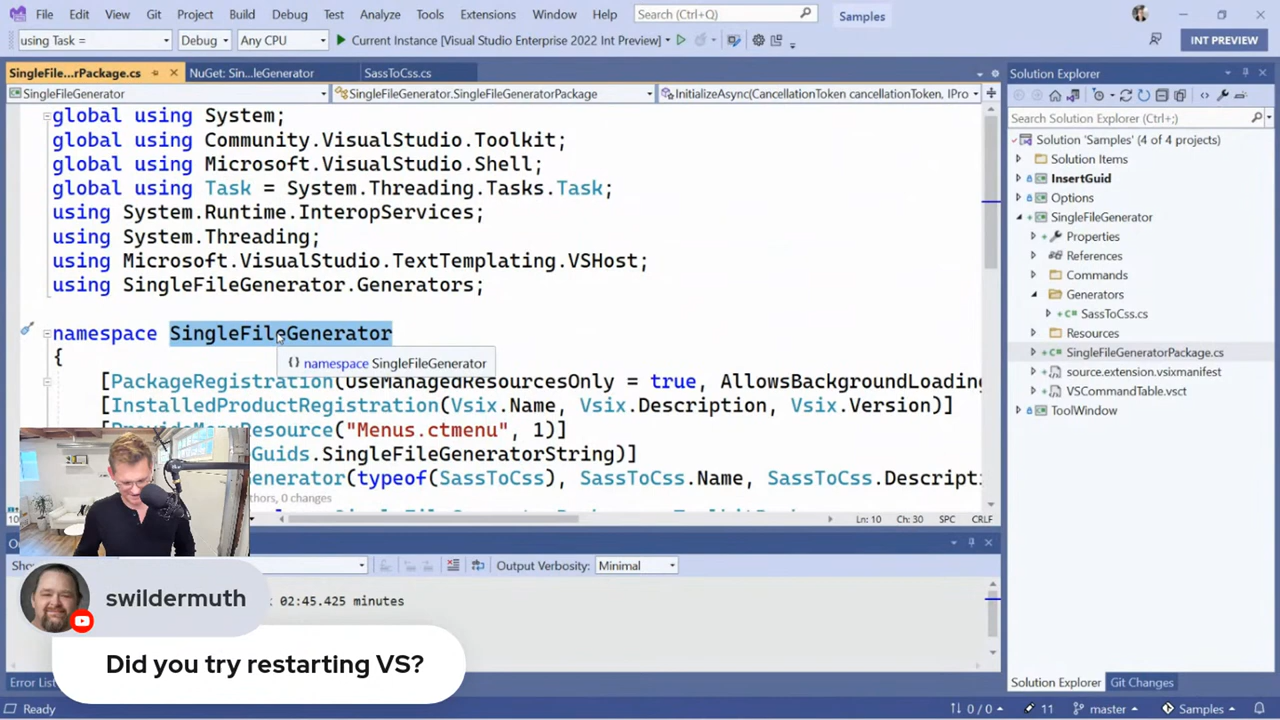 File Edit View Git Project Build Debug Test Analyze Tools Extensions Window Help Search (Ctrl+Q) Samples
using Task = Debug Any CPU Current Instance [Visual Studio Enterprise 2022 Int Preview] INT PREVIEW
SingleFile...rPackage.cs NuGet: Sin...leGenerator SassToCss.cs
SingleFileGenerator SingleFileGenerator.SingleFileGeneratorPackage InitializeAsync(CancellationToken cancellationToken, IPro
global using System;
global using Community.VisualStudio.Toolkit;
global using Microsoft.VisualStudio.Shell;
global using Task = System.Threading.Tasks.Task;
using System.Runtime.InteropServices;
using System.Threading;
using Microsoft.VisualStudio.TextTemplating.VSHost;
using SingleFileGenerator.Generators;
namespace SingleFileGenerator
{
{} namespace SingleFileGenerator
[PackageRegistration(UseManagedResourcesOnly = true, AllowsBackgroundLoading
[InstalledProductRegistration(Vsix.Name, Vsix.Description, Vsix.Version)]
[ProvideMenuResource("Menus.ctmenu", 1)]
Guids.SingleFileGeneratorString)]
Generator(typeof(SassToCss), SassToCss.Name, SassToCss.Descripti
thors, 0 changes
Ln: 10 Ch: 30 SPC CRLF
Output Verbosity: Minimal
: 02:45.425 minutes
Solution Explorer
Search Solution Explorer (Ctrl+;)
Solution 'Samples' (4 of 4 projects)
Solution Items
InsertGuid
Options
SingleFileGenerator
Properties
References
Commands
Generators
SassToCss.cs
Resources
SingleFileGeneratorPackage.cs
source.extension.vsixmanifest
VSCommandTable.vsct
ToolWindow
swildermuth
Did you try restarting VS?
Error List
Solution Explorer Git Changes
Ready 0 / 0 11 master Samples